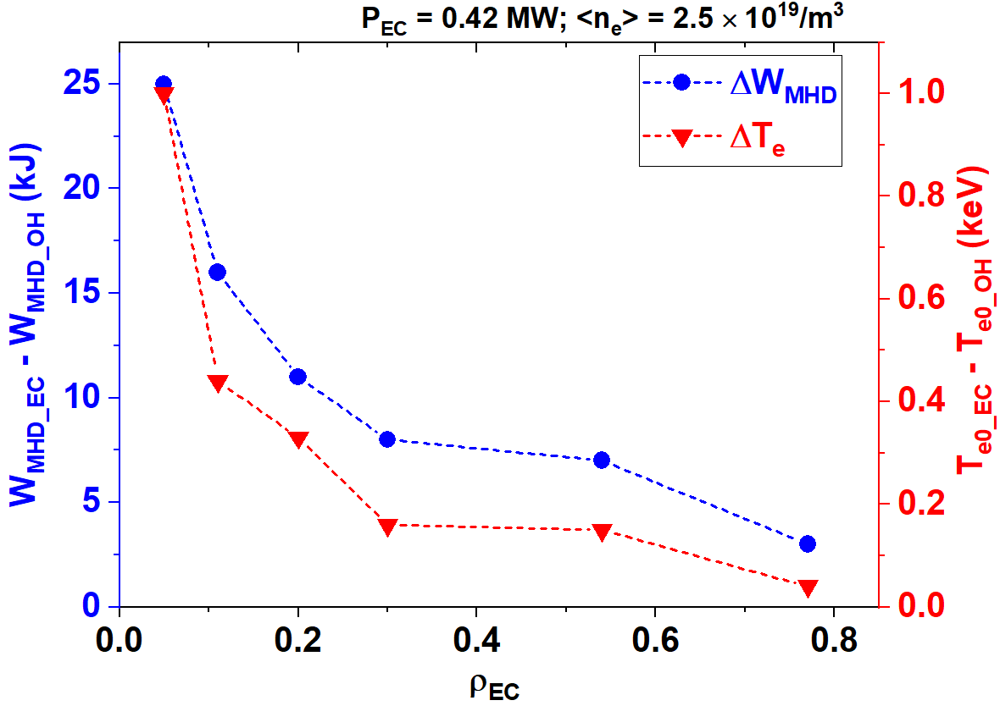 P_EC = 0.42 MW; <n_e> = 2.5 × 10^19/m^3
ΔW_MHD
ΔT_e
25
20
15
10
5
0
W_MHD_EC - W_MHD_OH (kJ)
1.0
0.8
0.6
0.4
0.2
0.0
T_e0_EC - T_e0_OH (keV)
0.0 0.2 0.4 0.6 0.8
ρ_EC